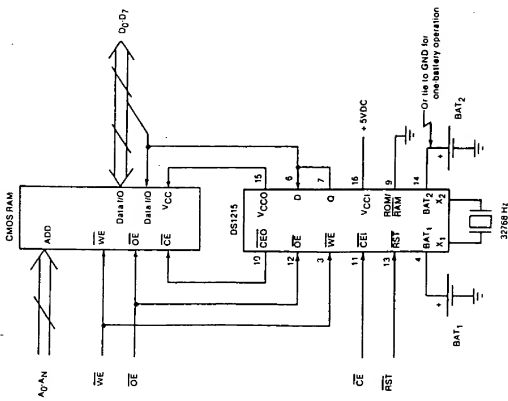 CMOS RAM
A0-AN
ADD
D0-D7
Data I/O
Data I/O
WE
WE
OE
OE
CE
VCC
DS1215
10 CEO
VCCO 15
12 OE
D 6
3 WE
Q 7
CE
11 CEI
VCCI 16
+5VDC
RST
13 RST
ROM/RAM 9
4 BAT1
BAT2 14
X1
X2
BAT1
+
BAT2
+
Or tie to GND for
one-battery operation
32768 Hz